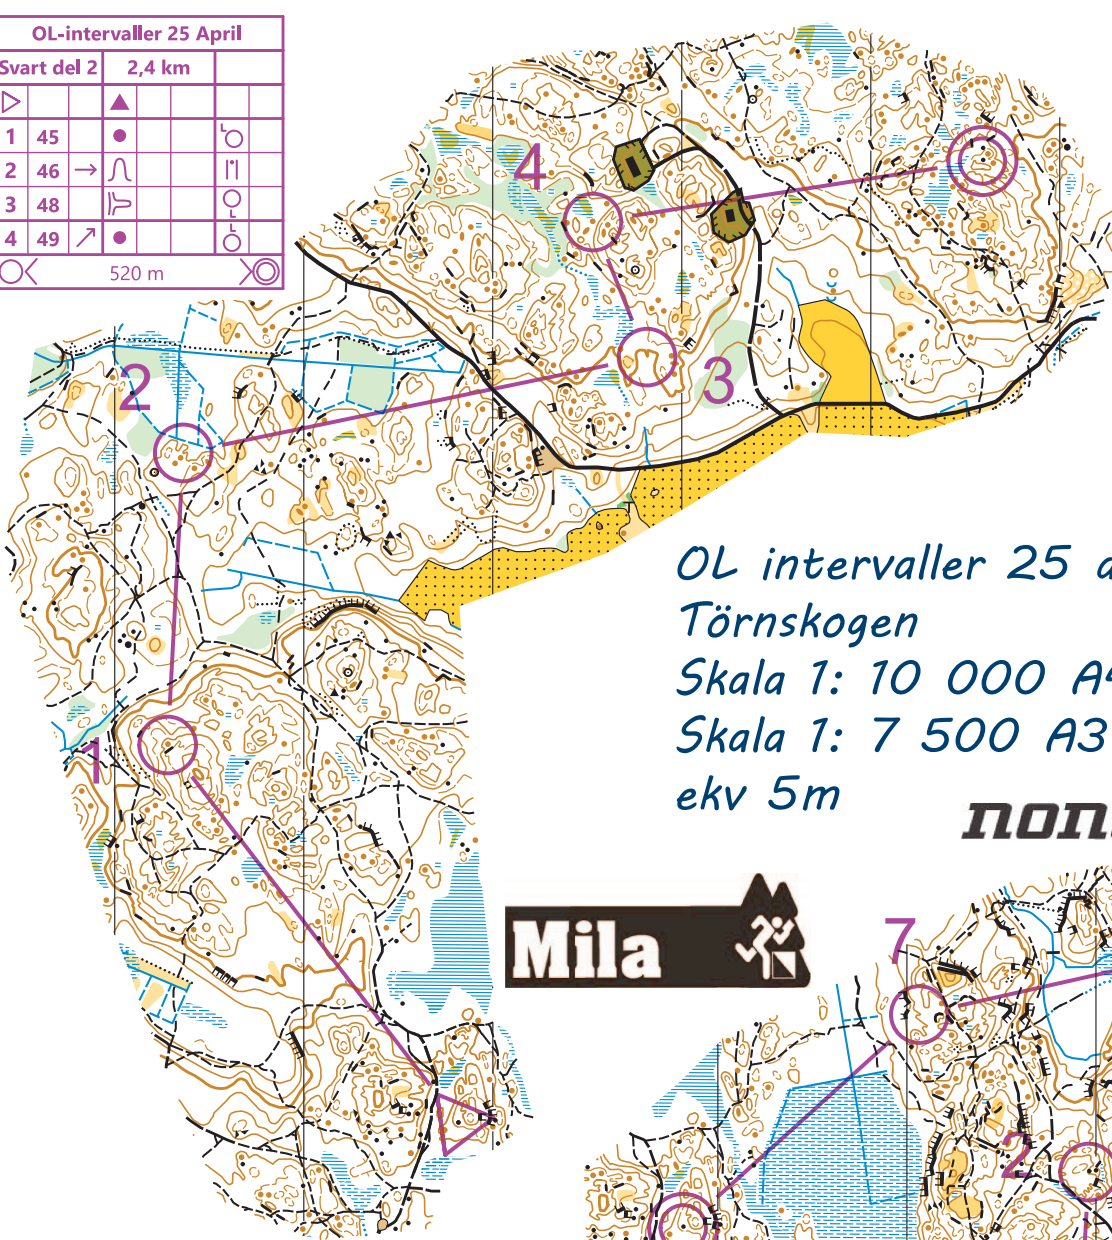 OL-intervaller 25 April
Svart del 2 2,4 km
1 45
2 46
3 48
4 49
520 m
4
3
2
1
OL intervaller 25
Törnskogen
Skala 1: 10 000 A4
Skala 1: 7 500 A3
ekv 5m
Mila
7
2